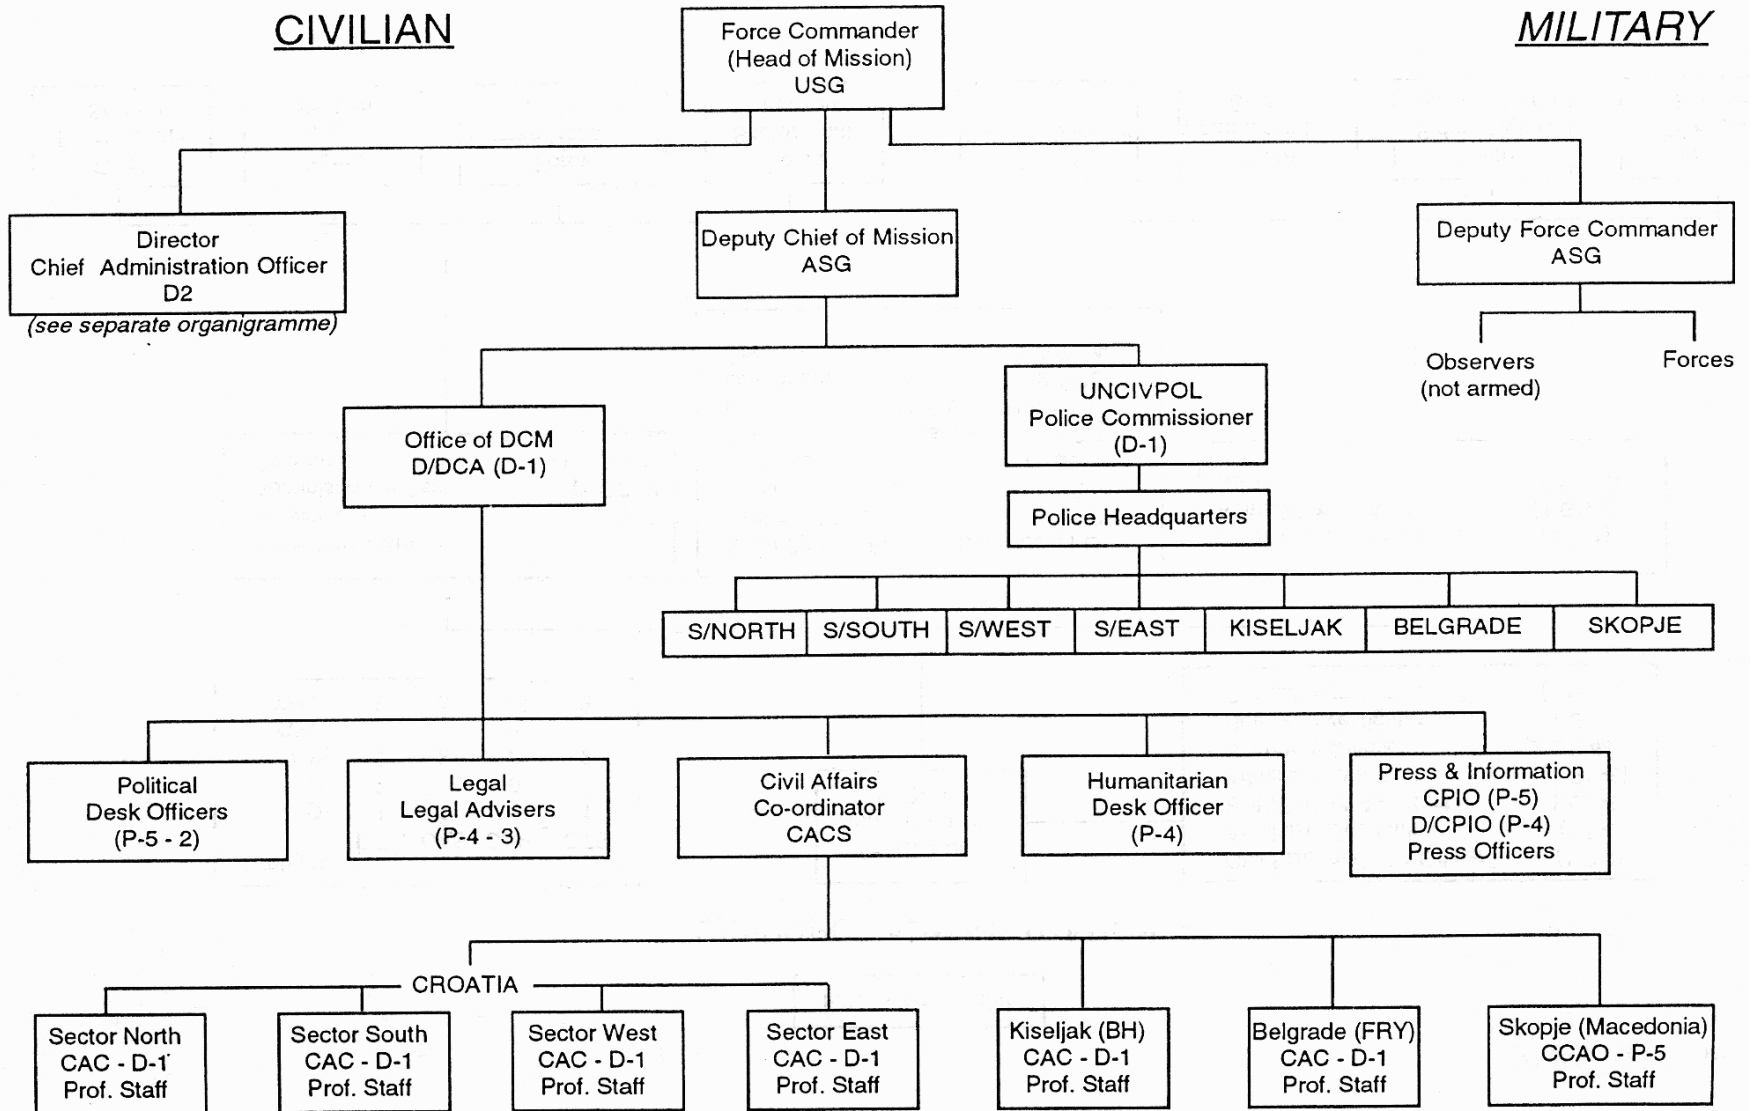 CIVILIAN
MILITARY
Force Commander
(Head of Mission)
USG
Director
Chief Administration Officer
D2
(see separate organigramme)
Deputy Chief of Mission
ASG
Deputy Force Commander
ASG
Observers
(not armed)
Forces
Office of DCM
D/DCA (D-1)
UNCIVPOL
Police Commissioner
(D-1)
Police Headquarters
S/NORTH
S/SOUTH
S/WEST
S/EAST
KISELJAK
BELGRADE
SKOPJE
Political
Desk Officers
(P-5 - 2)
Legal
Legal Advisers
(P-4 - 3)
Civil Affairs
Co-ordinator
CACS
Humanitarian
Desk Officer
(P-4)
Press & Information
CPIO (P-5)
D/CPIO (P-4)
Press Officers
CROATIA
Sector North
CAC - D-1
Prof. Staff
Sector South
CAC - D-1
Prof. Staff
Sector West
CAC - D-1
Prof. Staff
Sector East
CAC - D-1
Prof. Staff
Kiseljak (BH)
CAC - D-1
Prof. Staff
Belgrade (FRY)
CAC - D-1
Prof. Staff
Skopje (Macedonia)
CCAO - P-5
Prof. Staff